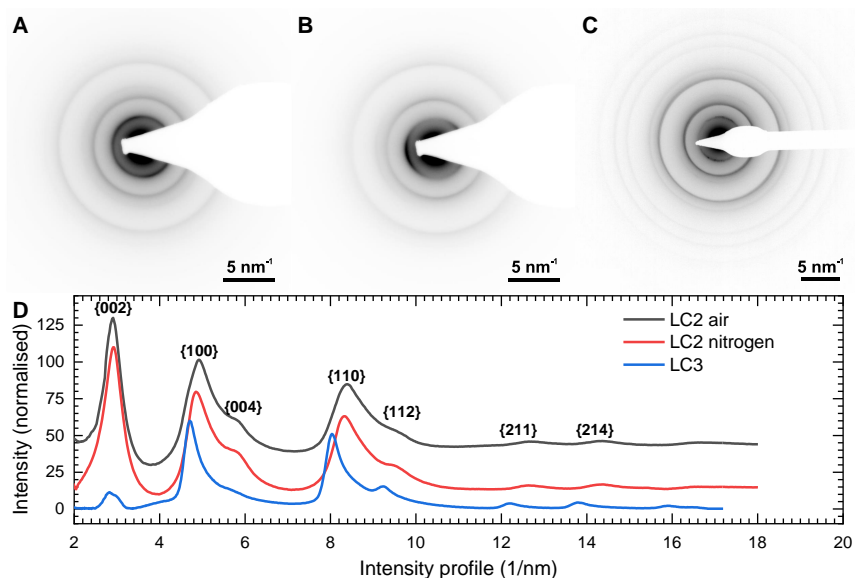 A
B
C
5 nm⁻¹
5 nm⁻¹
5 nm⁻¹
D
{002}
{100}
{004}
{110}
{112}
{211}
{214}
LC2 air
LC2 nitrogen
LC3
Intensity (normalised)
125
100
75
50
25
0
2 4 6 8 10 12 14 16 18 20
Intensity profile (1/nm)